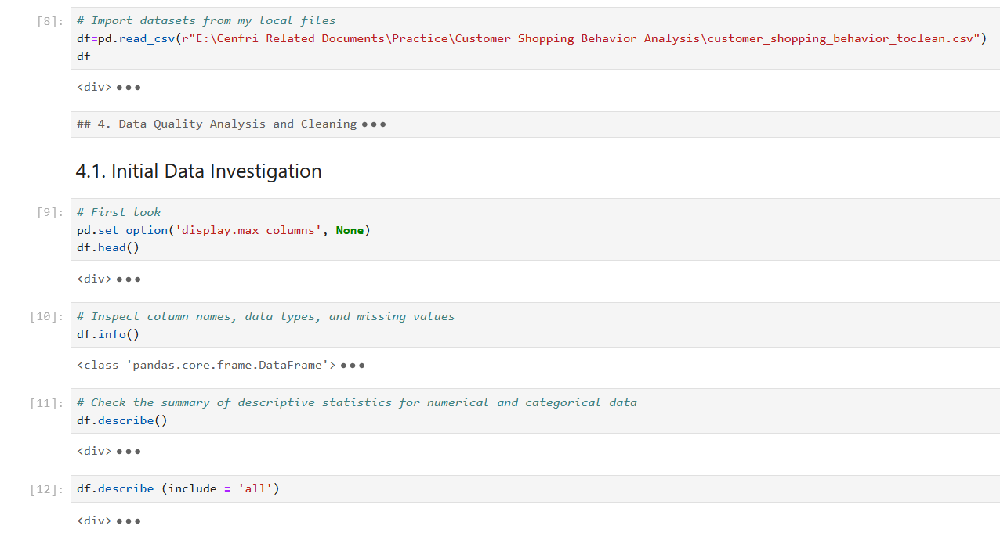 [8]: # Import datasets from my local files
df=pd.read_csv(r"E:\Cenfri Related Documents\Practice\Customer Shopping Behavior Analysis\customer_shopping_behavior_toclean.csv")
df
<div> •••
## 4. Data Quality Analysis and Cleaning •••
4.1. Initial Data Investigation
[9]: # First look
pd.set_option('display.max_columns', None)
df.head()
<div> •••
[10]: # Inspect column names, data types, and missing values
df.info()
<class 'pandas.core.frame.DataFrame'> •••
[11]: # Check the summary of descriptive statistics for numerical and categorical data
df.describe()
<div> •••
[12]: df.describe (include = 'all')
<div> •••